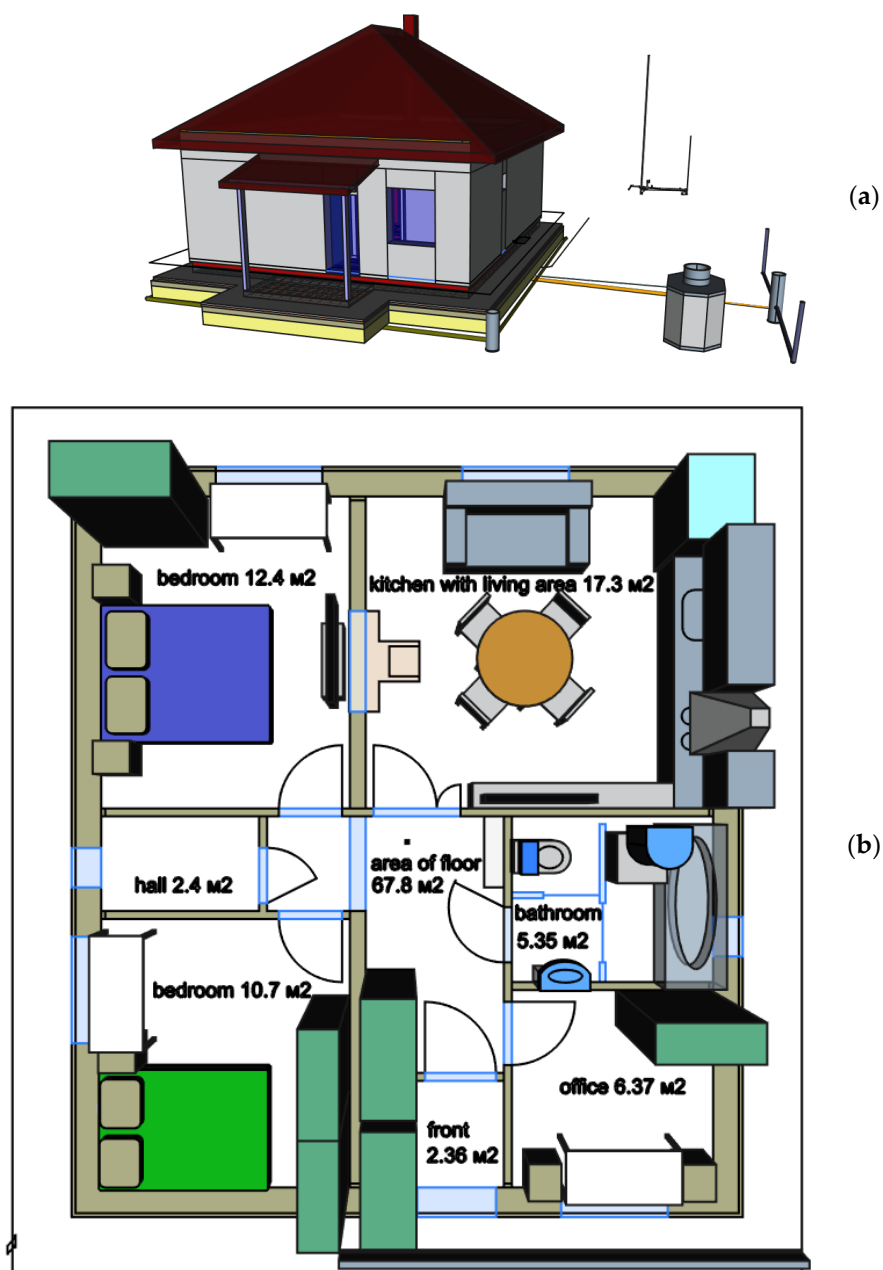 (a)
bedroom 12.4 м2
kitchen with living area 17.3 м2
hall 2.4 м2
area of floor
67.8 м2
bathroom
5.35 м2
(b)
bedroom 10.7 м2
office 6.37 м2
front
2.36 м2